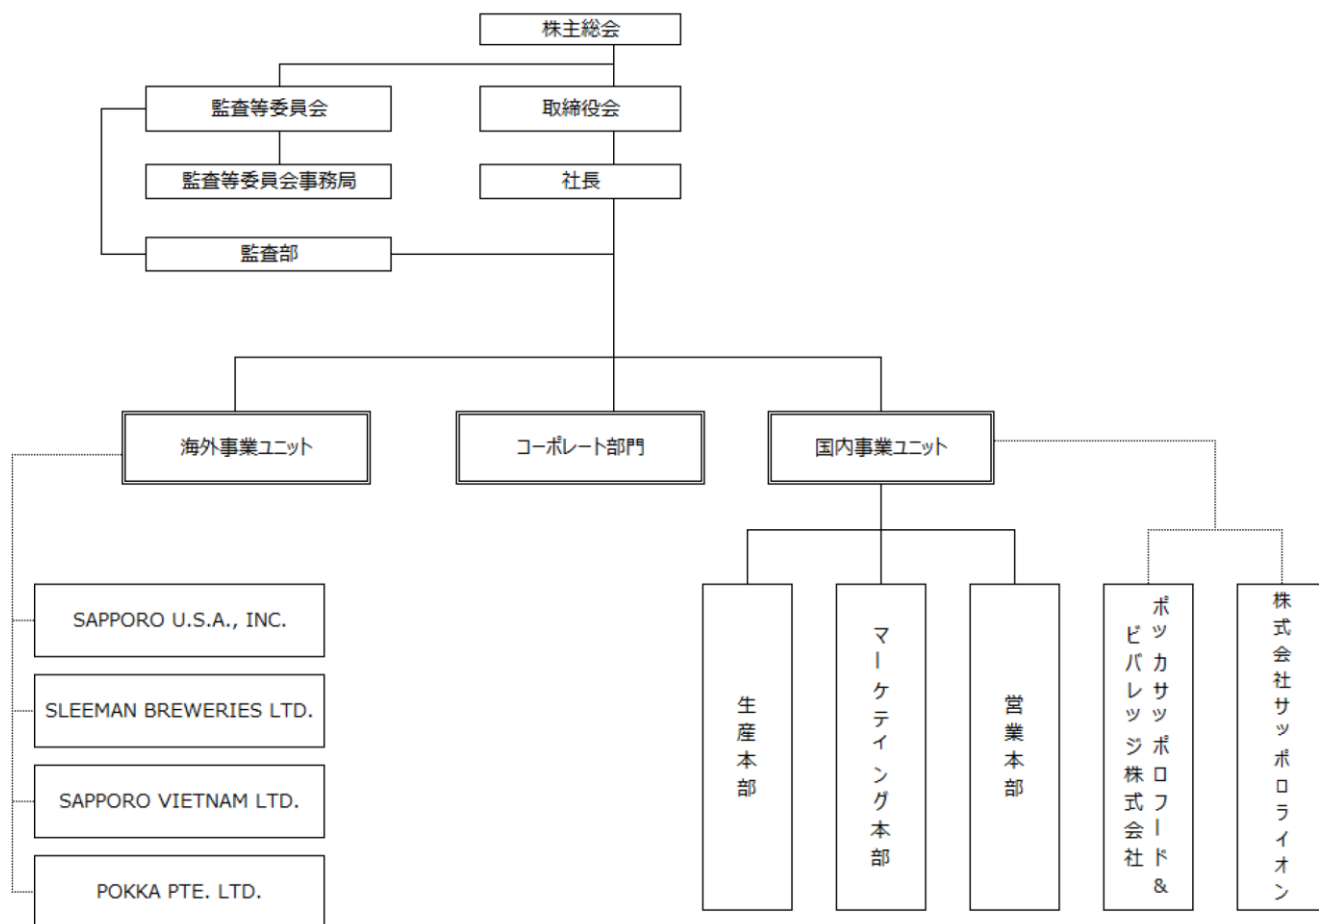 株主総会
監査等委員会
取締役会
監査等委員会事務局
社長
監査部
海外事業ユニット
コーポレート部門
国内事業ユニット
SAPPORO U.S.A., INC.
SLEEMAN BREWERIES LTD.
SAPPORO VIETNAM LTD.
POKKA PTE. LTD.
生産本部
マーケティング本部
営業本部
ポッカサッポロフード&
ビバレッジ株式会社
株式会社サッポロライオン